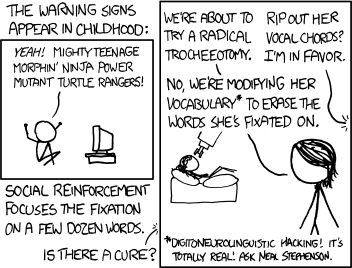 THE WARNING SIGNS
APPEAR IN CHILDHOOD:
YEAH! MIGHTY TEENAGE
MORPHIN' NINJA POWER
MUTANT TURTLE RANGERS!
SOCIAL REINFORCEMENT
FOCUSES THE FIXATION
ON A FEW DOZEN WORDS.
IS THERE A CURE?
WE'RE ABOUT TO
TRY A RADICAL
TROCHEEOTOMY.
RIP OUT HER
VOCAL CHORDS?
I'M IN FAVOR.
NO, WE'RE MODIFYING HER
VOCABULARY* TO ERASE THE
WORDS SHE'S FIXATED ON.
*DIGITONEUROLINGUISTIC HACKING! IT'S
TOTALLY REAL! ASK NEAL STEPHENSON.